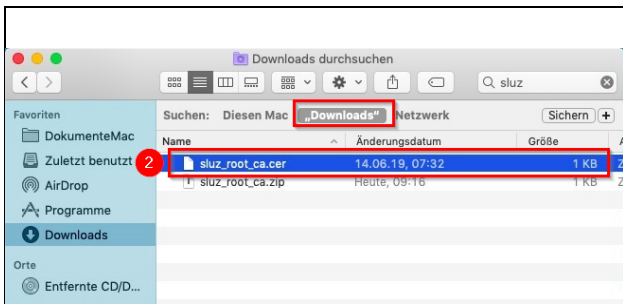 Downloads durchsuchen
sluz
Favoriten
Suchen: Diesen Mac „Downloads“ Netzwerk Sichern +
DokumenteMac
Name Änderungsdatum Größe
Zuletzt benutzt
2 sluz_root_ca.cer 14.06.19, 07:32 1 KB Z
AirDrop
sluz_root_ca.zip Heute, 09:16 1 KB Z
Programme
Downloads
Orte
Entfernte CD/D...